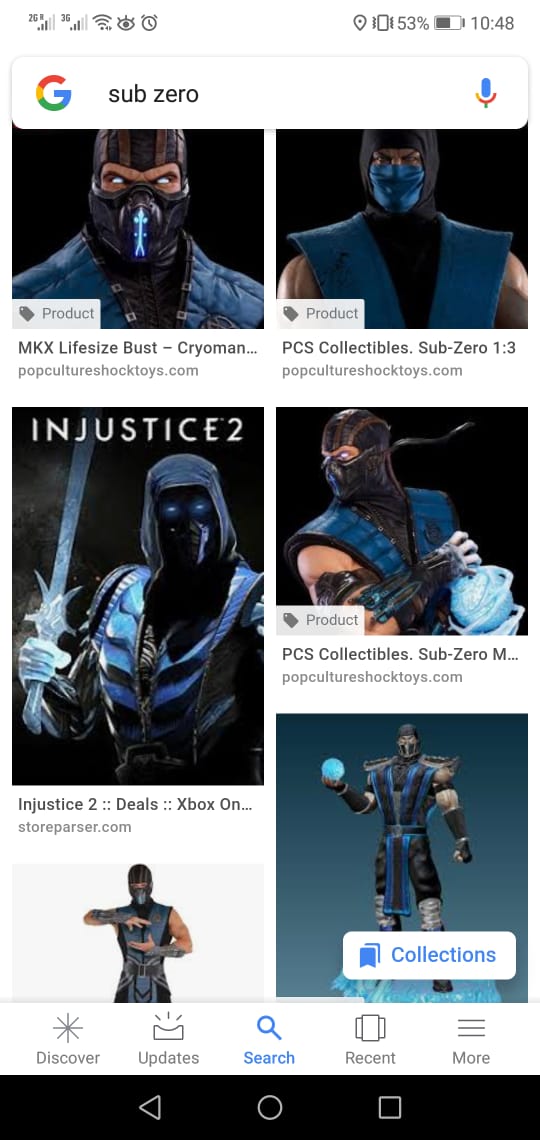 2G R 3G 53% 10:48
sub zero
Product
MKX Lifesize Bust – Cryoman...
popcultureshocktoys.com
Product
PCS Collectibles. Sub-Zero 1:3
popcultureshocktoys.com
INJUSTICE 2
Injustice 2 :: Deals :: Xbox On...
storeparser.com
Product
PCS Collectibles. Sub-Zero M...
popcultureshocktoys.com
Collections
Discover Updates Search Recent More